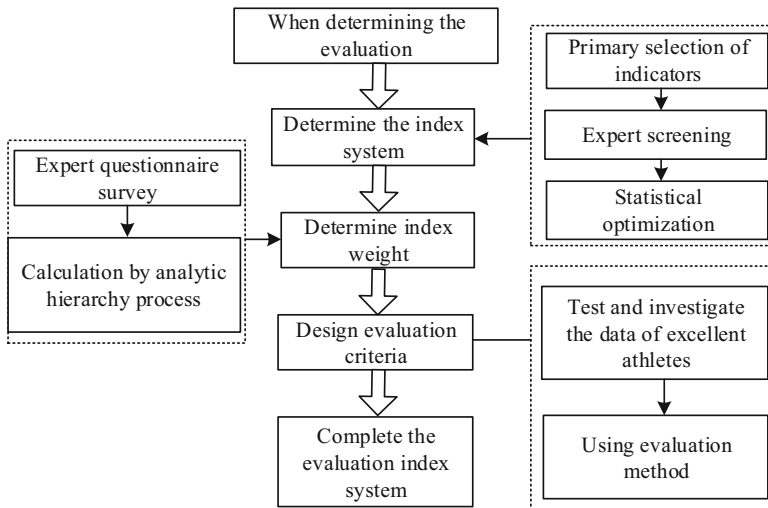 When determining the
evaluation
Primary selection of
indicators
Determine the index
system
Expert screening
Expert questionnaire
survey
Statistical
optimization
Determine index
weight
Calculation by analytic
hierarchy process
Test and investigate
the data of excellent
athletes
Design evaluation
criteria
Complete the
evaluation index
system
Using evaluation
method